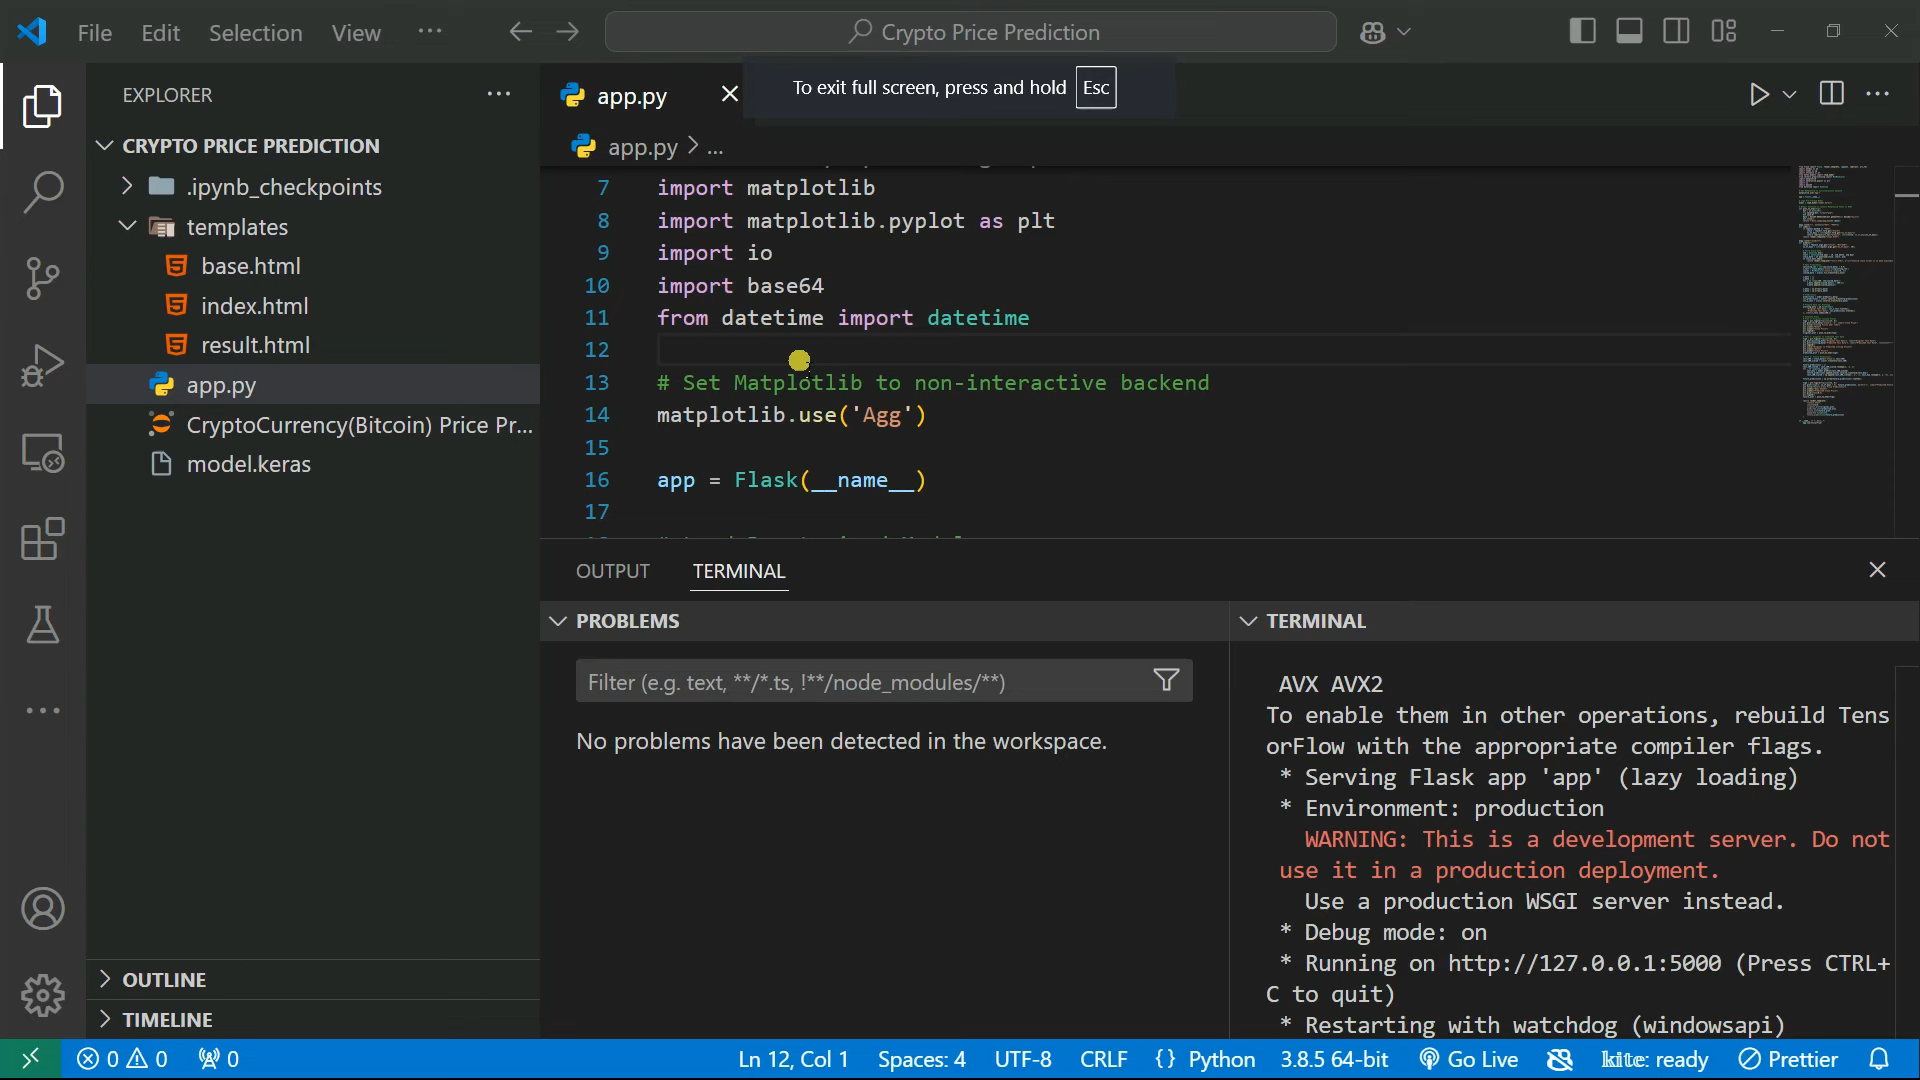 File Edit Selection View ...
Crypto Price Prediction
EXPLORER
CRYPTO PRICE PREDICTION
.ipynb_checkpoints
templates
base.html
index.html
result.html
app.py
CryptoCurrency(Bitcoin) Price Pr...
model.keras
OUTLINE
TIMELINE
app.py
To exit full screen, press and hold Esc
app.py > ...
7 import matplotlib
8 import matplotlib.pyplot as plt
9 import io
10 import base64
11 from datetime import datetime
12
13 # Set Matplotlib to non-interactive backend
14 matplotlib.use('Agg')
15
16 app = Flask(__name__)
17
OUTPUT TERMINAL
PROBLEMS
Filter (e.g. text, **/*.ts, !**/node_modules/**)
No problems have been detected in the workspace.
TERMINAL
AVX AVX2
To enable them in other operations, rebuild Tens
orFlow with the appropriate compiler flags.
* Serving Flask app 'app' (lazy loading)
* Environment: production
WARNING: This is a development server. Do not
use it in a production deployment.
Use a production WSGI server instead.
* Debug mode: on
* Running on http://127.0.0.1:5000 (Press CTRL+
C to quit)
* Restarting with watchdog (windowsapi)
0 0 0 Ln 12, Col 1 Spaces: 4 UTF-8 CRLF {} Python 3.8.5 64-bit Go Live kite: ready Prettier